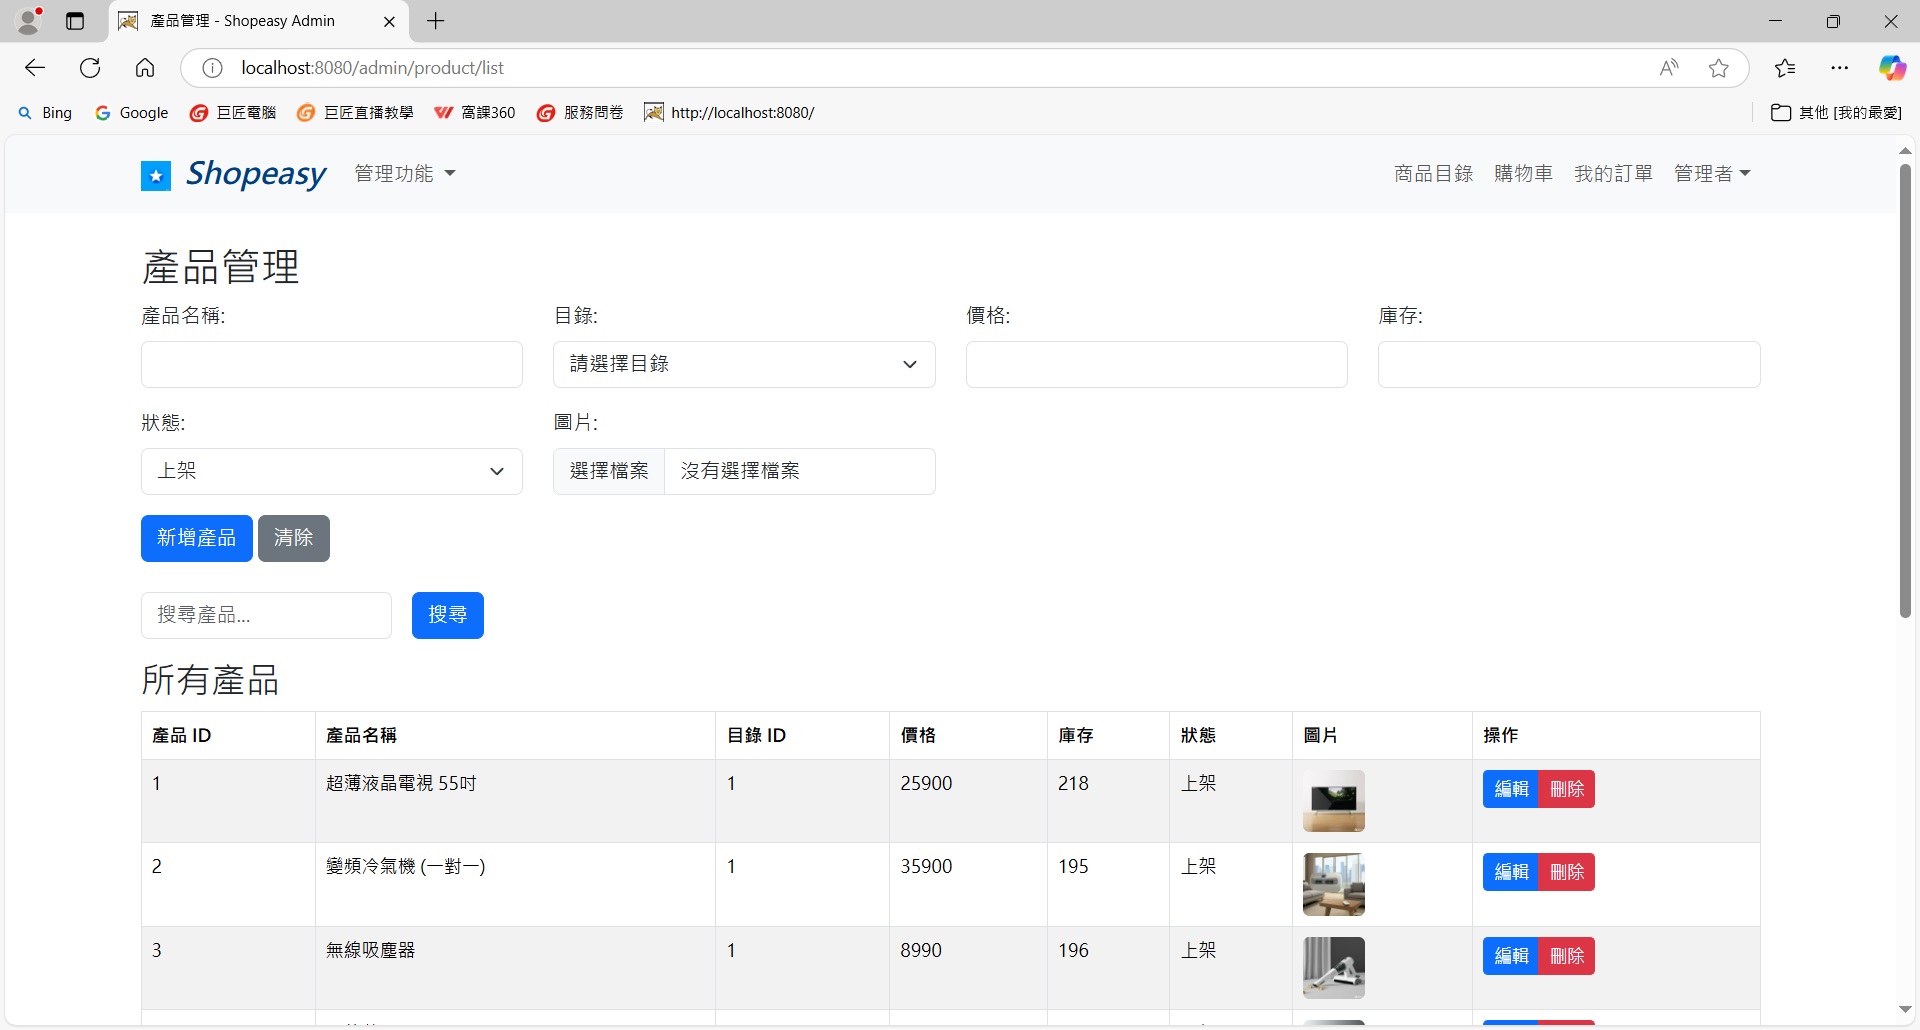 產品管理 - Shopeasy Admin
localhost:8080/admin/product/list
Bing Google 巨匠電腦 巨匠直播教學 窩課360 服務問卷 http://localhost:8080/ 其他 [我的最愛]
Shopeasy 管理功能 商品目錄 購物車 我的訂單 管理者
產品管理
產品名稱: 目錄: 價格: 庫存:
請選擇目錄
狀態: 圖片:
上架 選擇檔案 沒有選擇檔案
新增產品 清除
搜尋產品... 搜尋
所有產品
產品 ID 產品名稱 目錄 ID 價格 庫存 狀態 圖片 操作
1 超薄液晶電視 55吋 1 25900 218 上架 編輯 刪除
2 變頻冷氣機 (一對一) 1 35900 195 上架 編輯 刪除
3 無線吸塵器 1 8990 196 上架 編輯 刪除